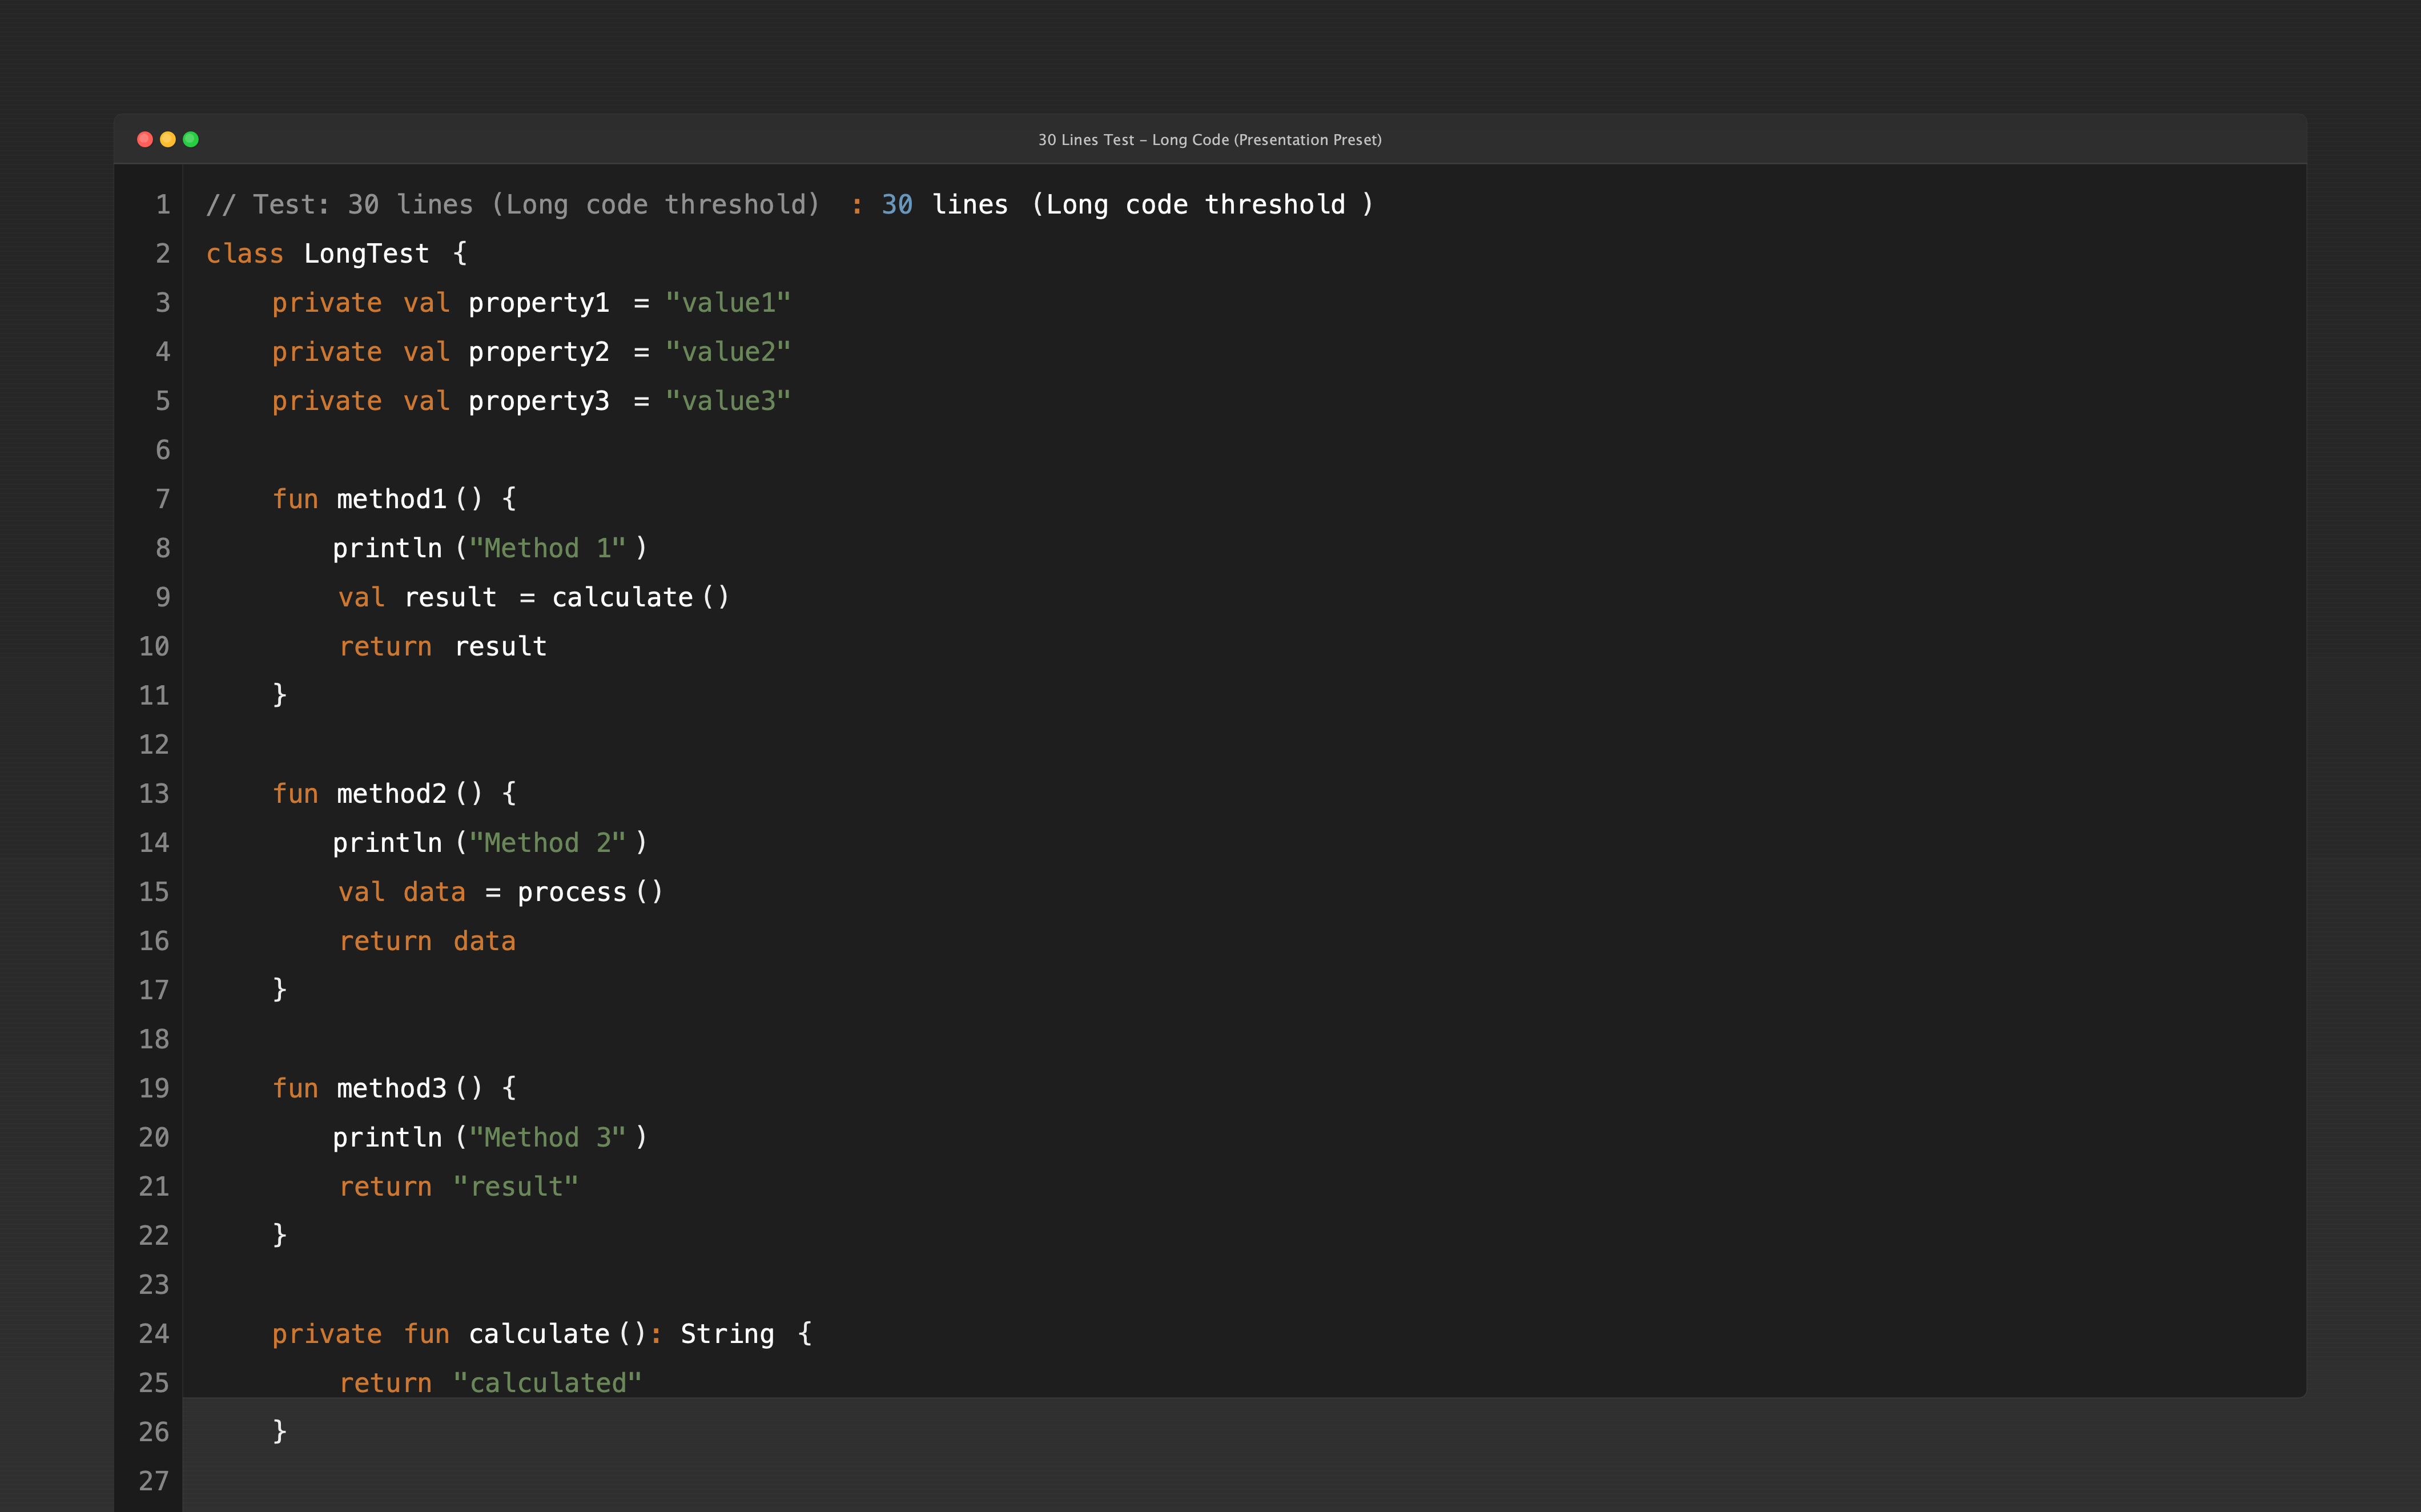 30 Lines Test – Long Code (Presentation Preset)
1 // Test: 30 lines (Long code threshold) : 30 lines (Long code threshold )
2 class LongTest {
3     private val property1 = "value1"
4     private val property2 = "value2"
5     private val property3 = "value3"
6
7     fun method1() {
8         println ("Method 1" )
9         val result = calculate ()
10         return result
11     }
12
13     fun method2() {
14         println ("Method 2" )
15         val data = process ()
16         return data
17     }
18
19     fun method3() {
20         println ("Method 3" )
21         return "result"
22     }
23
24     private fun calculate (): String {
25         return "calculated"
26     }
27